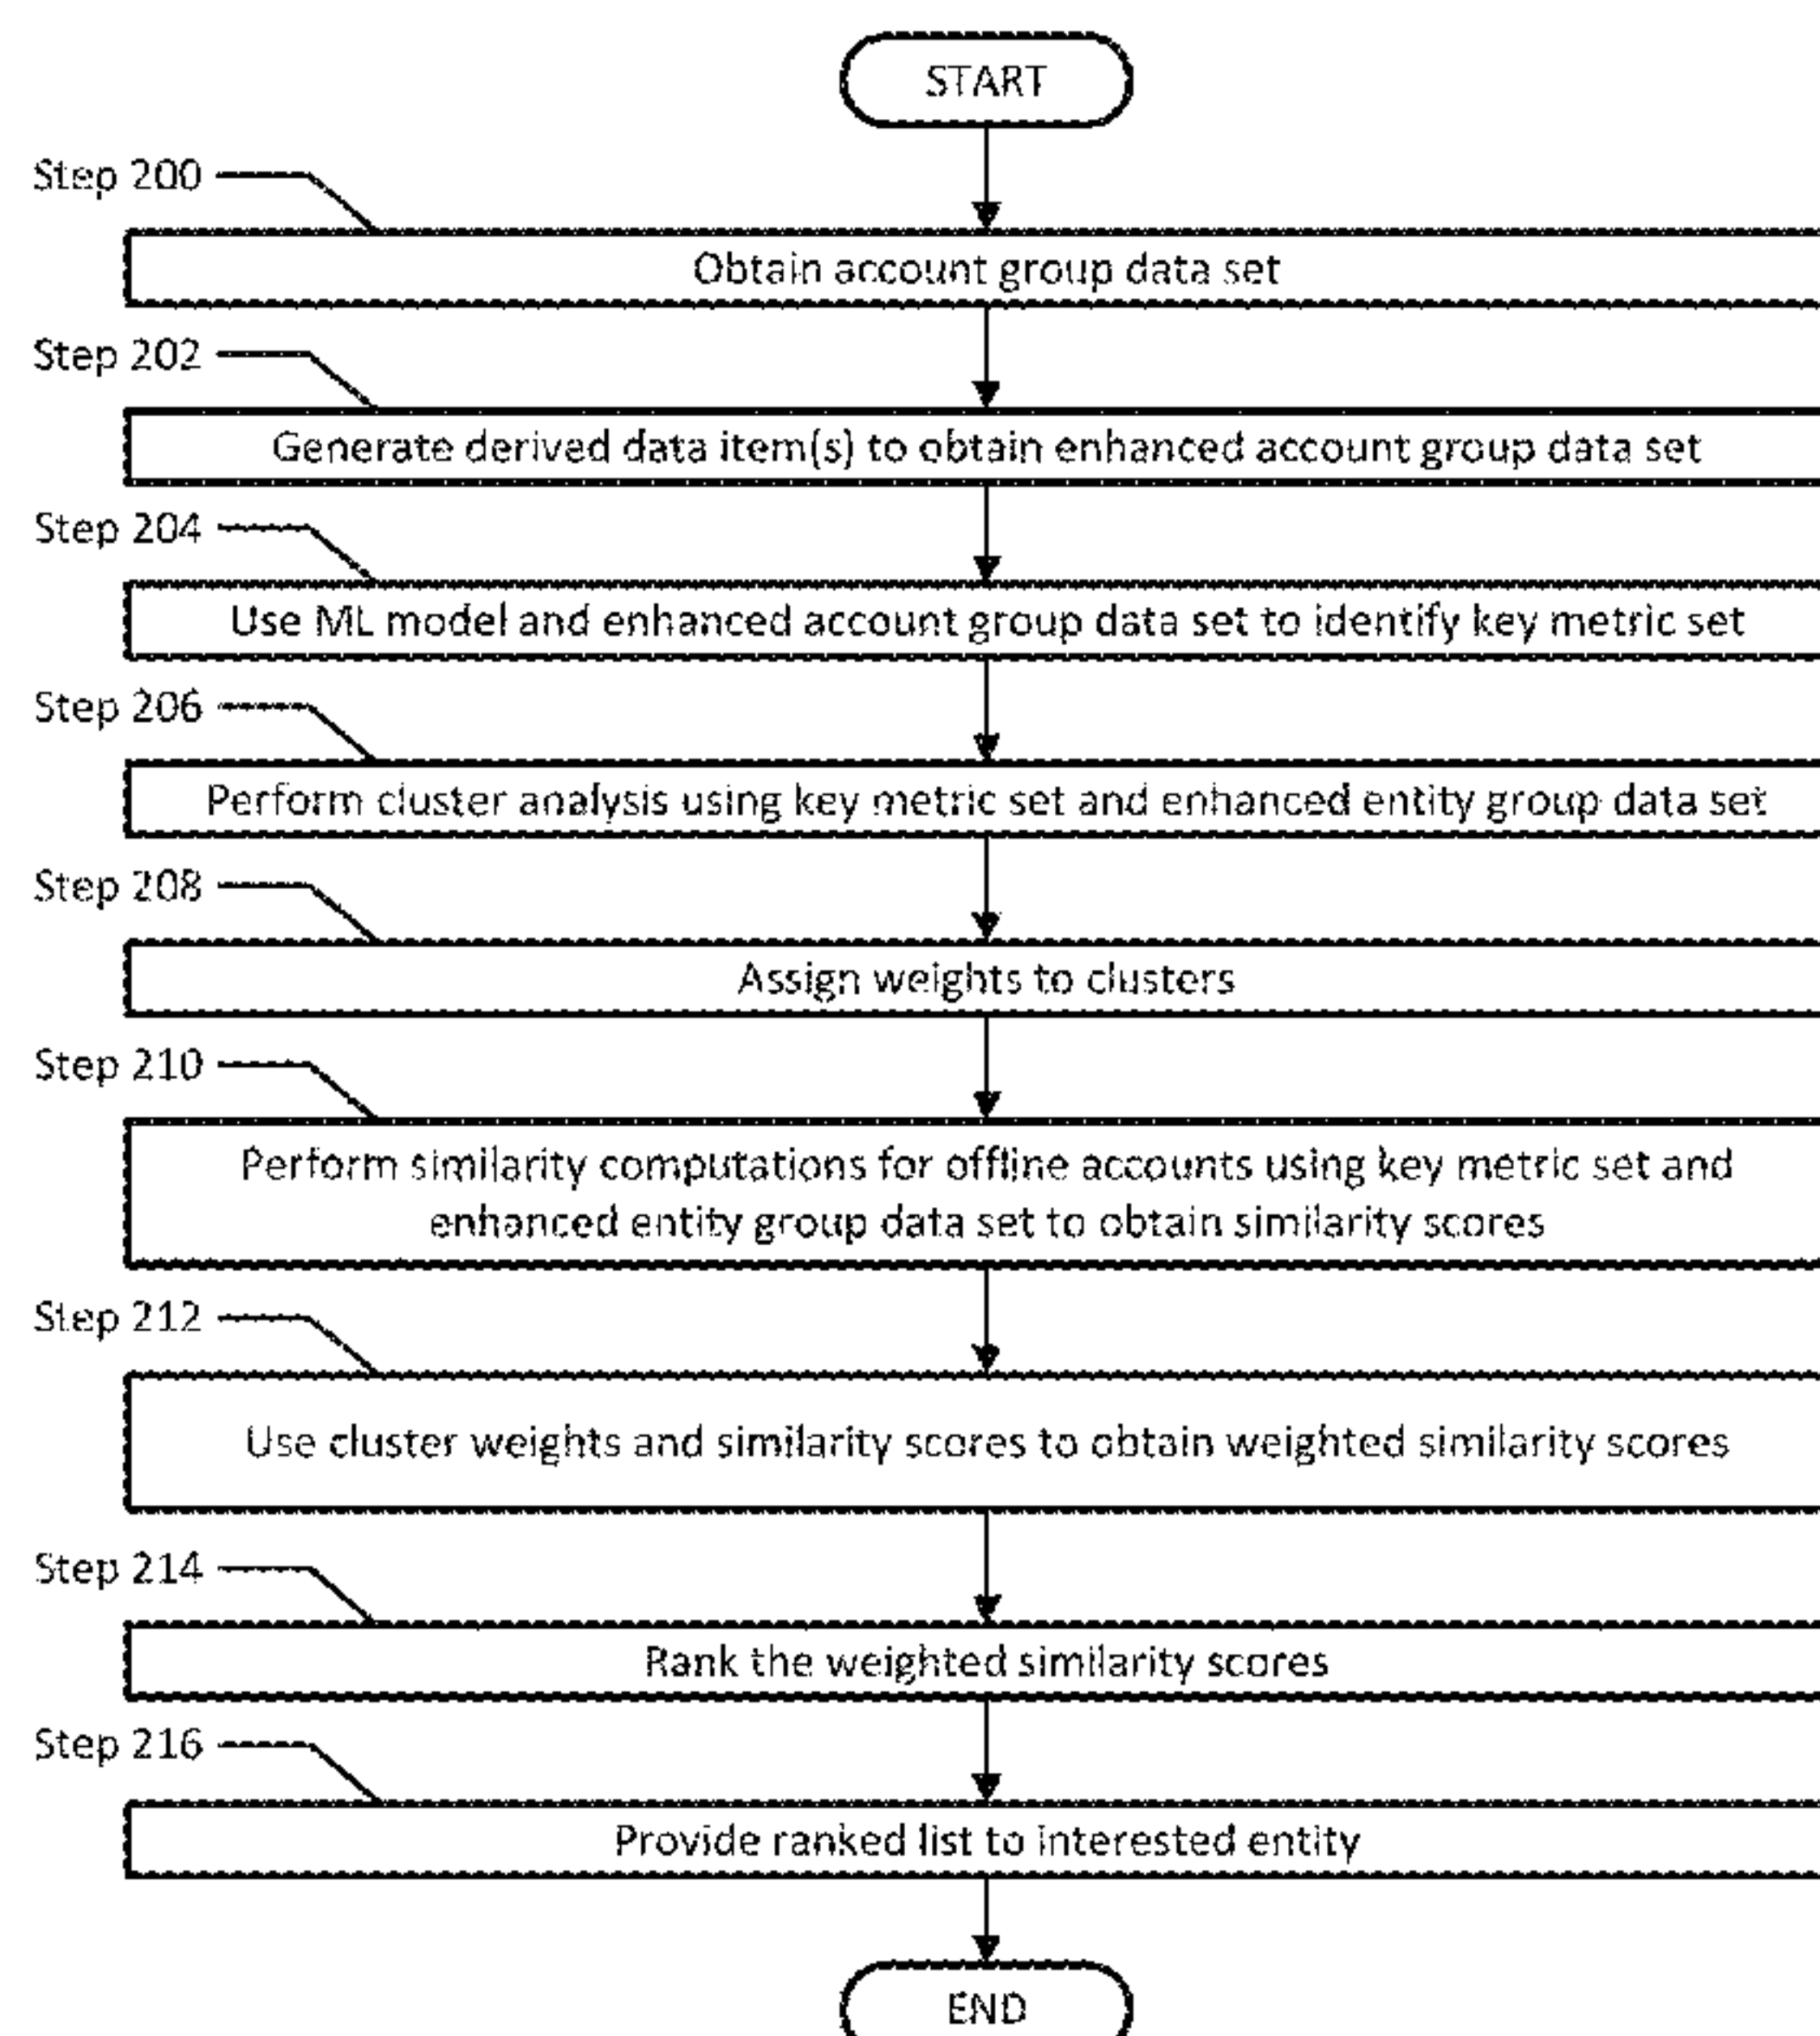 START
Step 200
Obtain account group data set
Step 202
Generate derived data item(s) to obtain enhanced account group data set
Step 204
Use ML model and enhanced account group data set to identify key metric set
Step 206
Perform cluster analysis using key metric set and enhanced entity group data set
Step 208
Assign weights to clusters
Step 210
Perform similarity computations for offline accounts using key metric set and
enhanced entity group data set to obtain similarity scores
Step 212
Use cluster weights and similarity scores to obtain weighted similarity scores
Step 214
Rank the weighted similarity scores
Step 216
Provide ranked list to interested entity
END